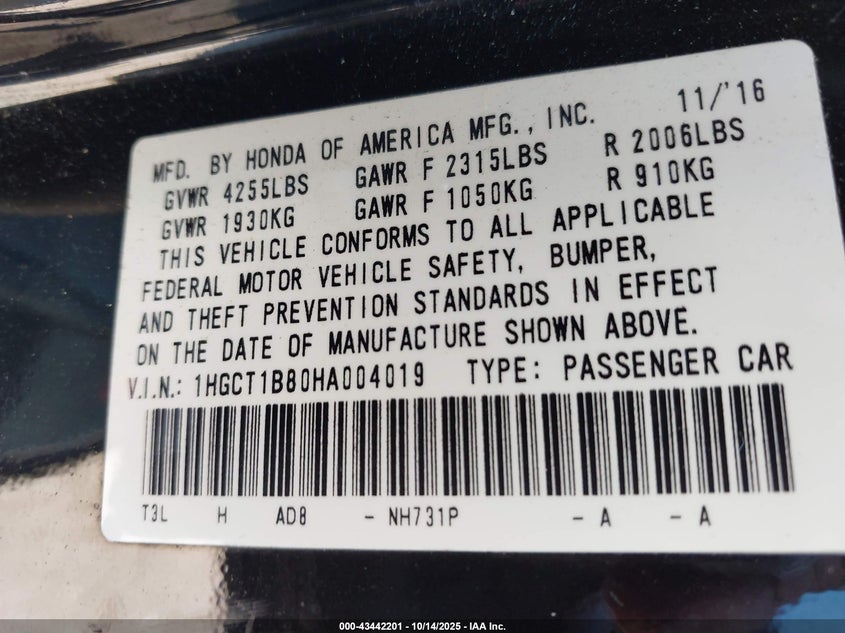 11/'16
MFD. BY HONDA OF AMERICA MFG., INC.
GVWR 4255LBS GAWR F 2315LBS R 2006LBS
GVWR 1930KG GAWR F 1050KG R 910KG
THIS VEHICLE CONFORMS TO ALL APPLICABLE
FEDERAL MOTOR VEHICLE SAFETY, BUMPER,
AND THEFT PREVENTION STANDARDS IN EFFECT
ON THE DATE OF MANUFACTURE SHOWN ABOVE.
V.I.N.: 1HGCT1B80HA004019 TYPE: PASSENGER CAR
T3L H AD8 - NH731P - A - A
000-43442201 - 10/14/2025 - IAA Inc.